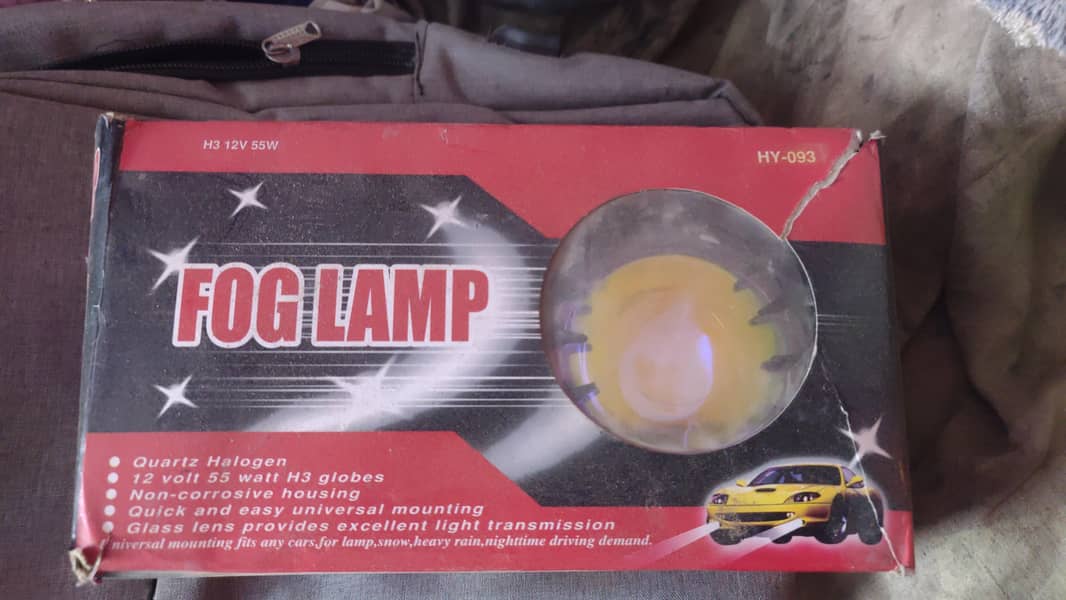 H3 12V 55W
HY-093
FOG LAMP
Quartz Halogen
12 volt 55 watt H3 globes
Non-corrosive housing
Quick and easy universal mounting
Glass lens provides excellent light transmission
niversal mounting fits any cars,for lamp,snow,heavy rain,nighttime driving demand.